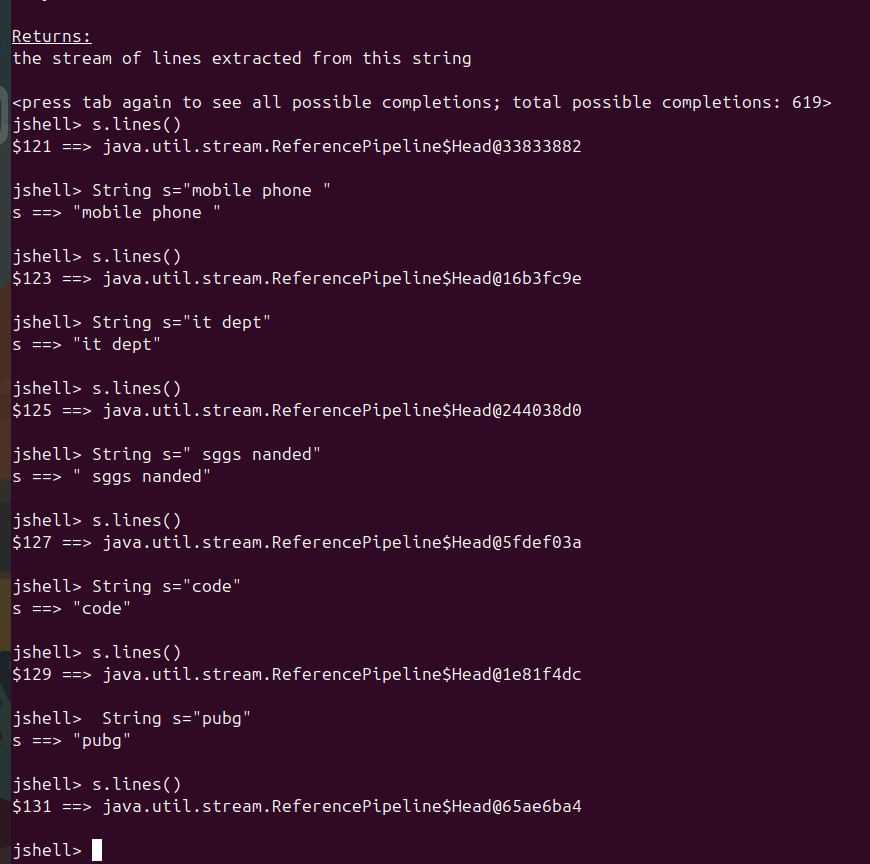 Returns:
the stream of lines extracted from this string
<press tab again to see all possible completions; total possible completions: 619>
jshell> s.lines()
$121 ==> java.util.stream.ReferencePipeline$Head@33833882
jshell> String s="mobile phone "
s ==> "mobile phone "
jshell> s.lines()
$123 ==> java.util.stream.ReferencePipeline$Head@16b3fc9e
jshell> String s="it dept"
s ==> "it dept"
jshell> s.lines()
$125 ==> java.util.stream.ReferencePipeline$Head@244038d0
jshell> String s=" sggs nanded"
s ==> " sggs nanded"
jshell> s.lines()
$127 ==> java.util.stream.ReferencePipeline$Head@5fdef03a
jshell> String s="code"
s ==> "code"
jshell> s.lines()
$129 ==> java.util.stream.ReferencePipeline$Head@1e81f4dc
jshell>  String s="pubg"
s ==> "pubg"
jshell> s.lines()
$131 ==> java.util.stream.ReferencePipeline$Head@65ae6ba4
jshell>